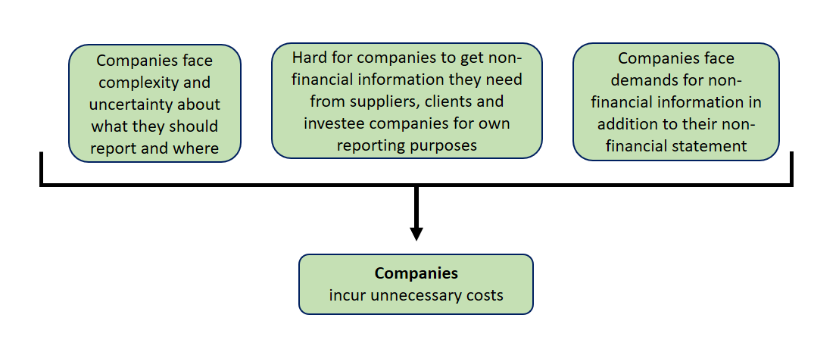 Companies face
complexity and
uncertainty about
what they should
report and where
Hard for companies to get non-
financial information they need
from suppliers, clients and
investee companies for own
reporting purposes
Companies face
demands for non-
financial information in
addition to their non-
financial statement
Companies
incur unnecessary costs